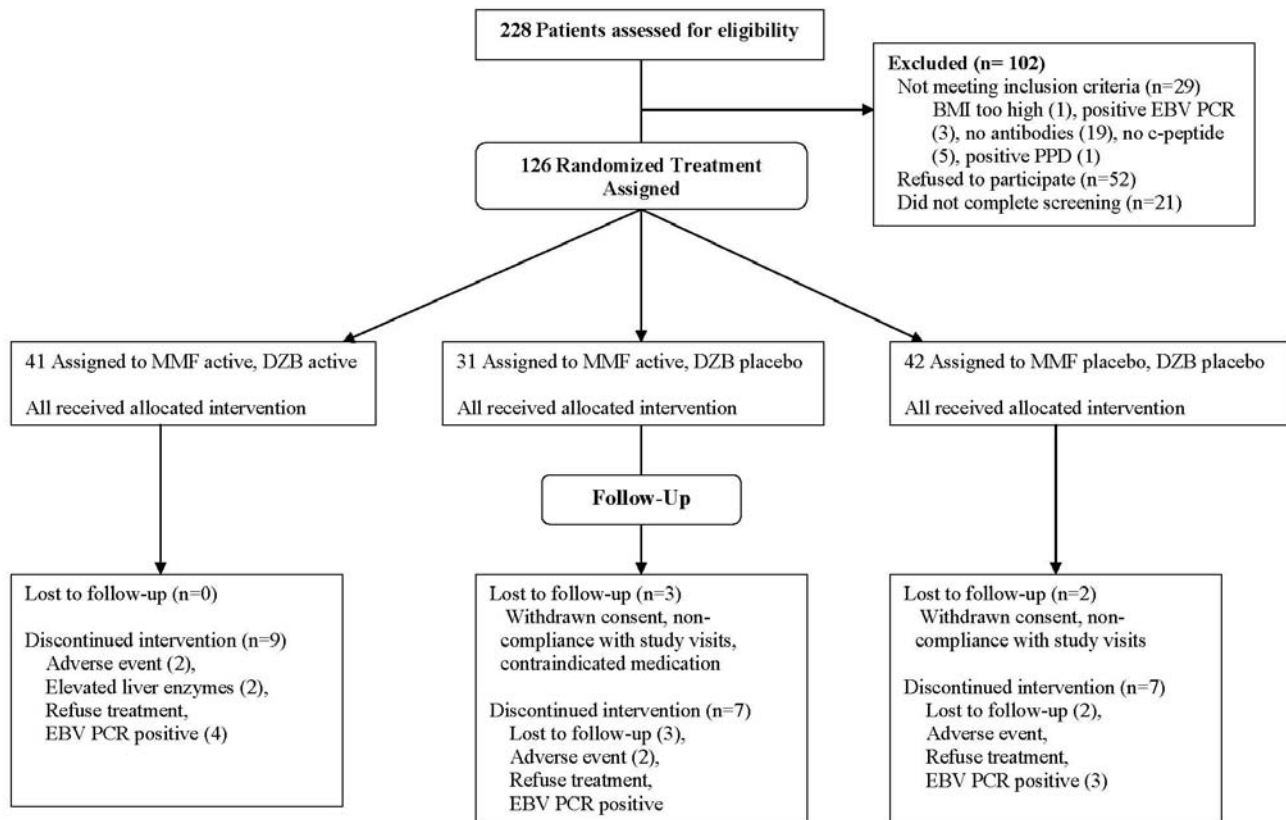 228 Patients assessed for eligibility
Excluded (n= 102)
Not meeting inclusion criteria (n=29)
BMI too high (1), positive EBV PCR
(3), no antibodies (19), no c-peptide
(5), positive PPD (1)
Refused to participate (n=52)
Did not complete screening (n=21)
126 Randomized Treatment
Assigned
41 Assigned to MMF active, DZB active
All received allocated intervention
31 Assigned to MMF active, DZB placebo
All received allocated intervention
42 Assigned to MMF placebo, DZB placebo
All received allocated intervention
Follow-Up
Lost to follow-up (n=0)
Discontinued intervention (n=9)
Adverse event (2),
Elevated liver enzymes (2),
Refuse treatment,
EBV PCR positive (4)
Lost to follow-up (n=3)
Withdrawn consent, non-
compliance with study visits,
contraindicated medication
Discontinued intervention (n=7)
Lost to follow-up (3),
Adverse event (2),
Refuse treatment,
EBV PCR positive
Lost to follow-up (n=2)
Withdrawn consent, non-
compliance with study visits
Discontinued intervention (n=7)
Lost to follow-up (2),
Adverse event,
Refuse treatment,
EBV PCR positive (3)